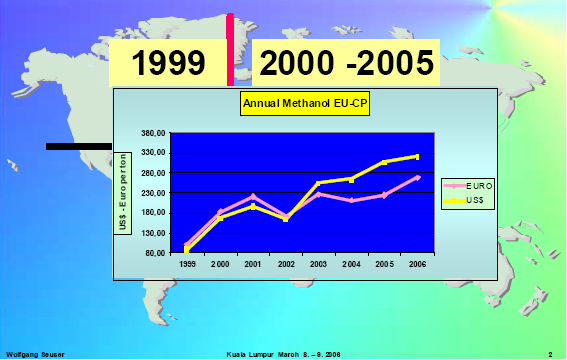 1999
2000 -2005
Annual Methanol EU-CP
US$ - Euro per ton
380,00
330,00
280,00
230,00
180,00
130,00
80,00
1999 2000 2001 2002 2003 2004 2005 2006
EURO
US$
Wolfgang Seuser
Kuala Lumpur March 8. – 9. 2006
2